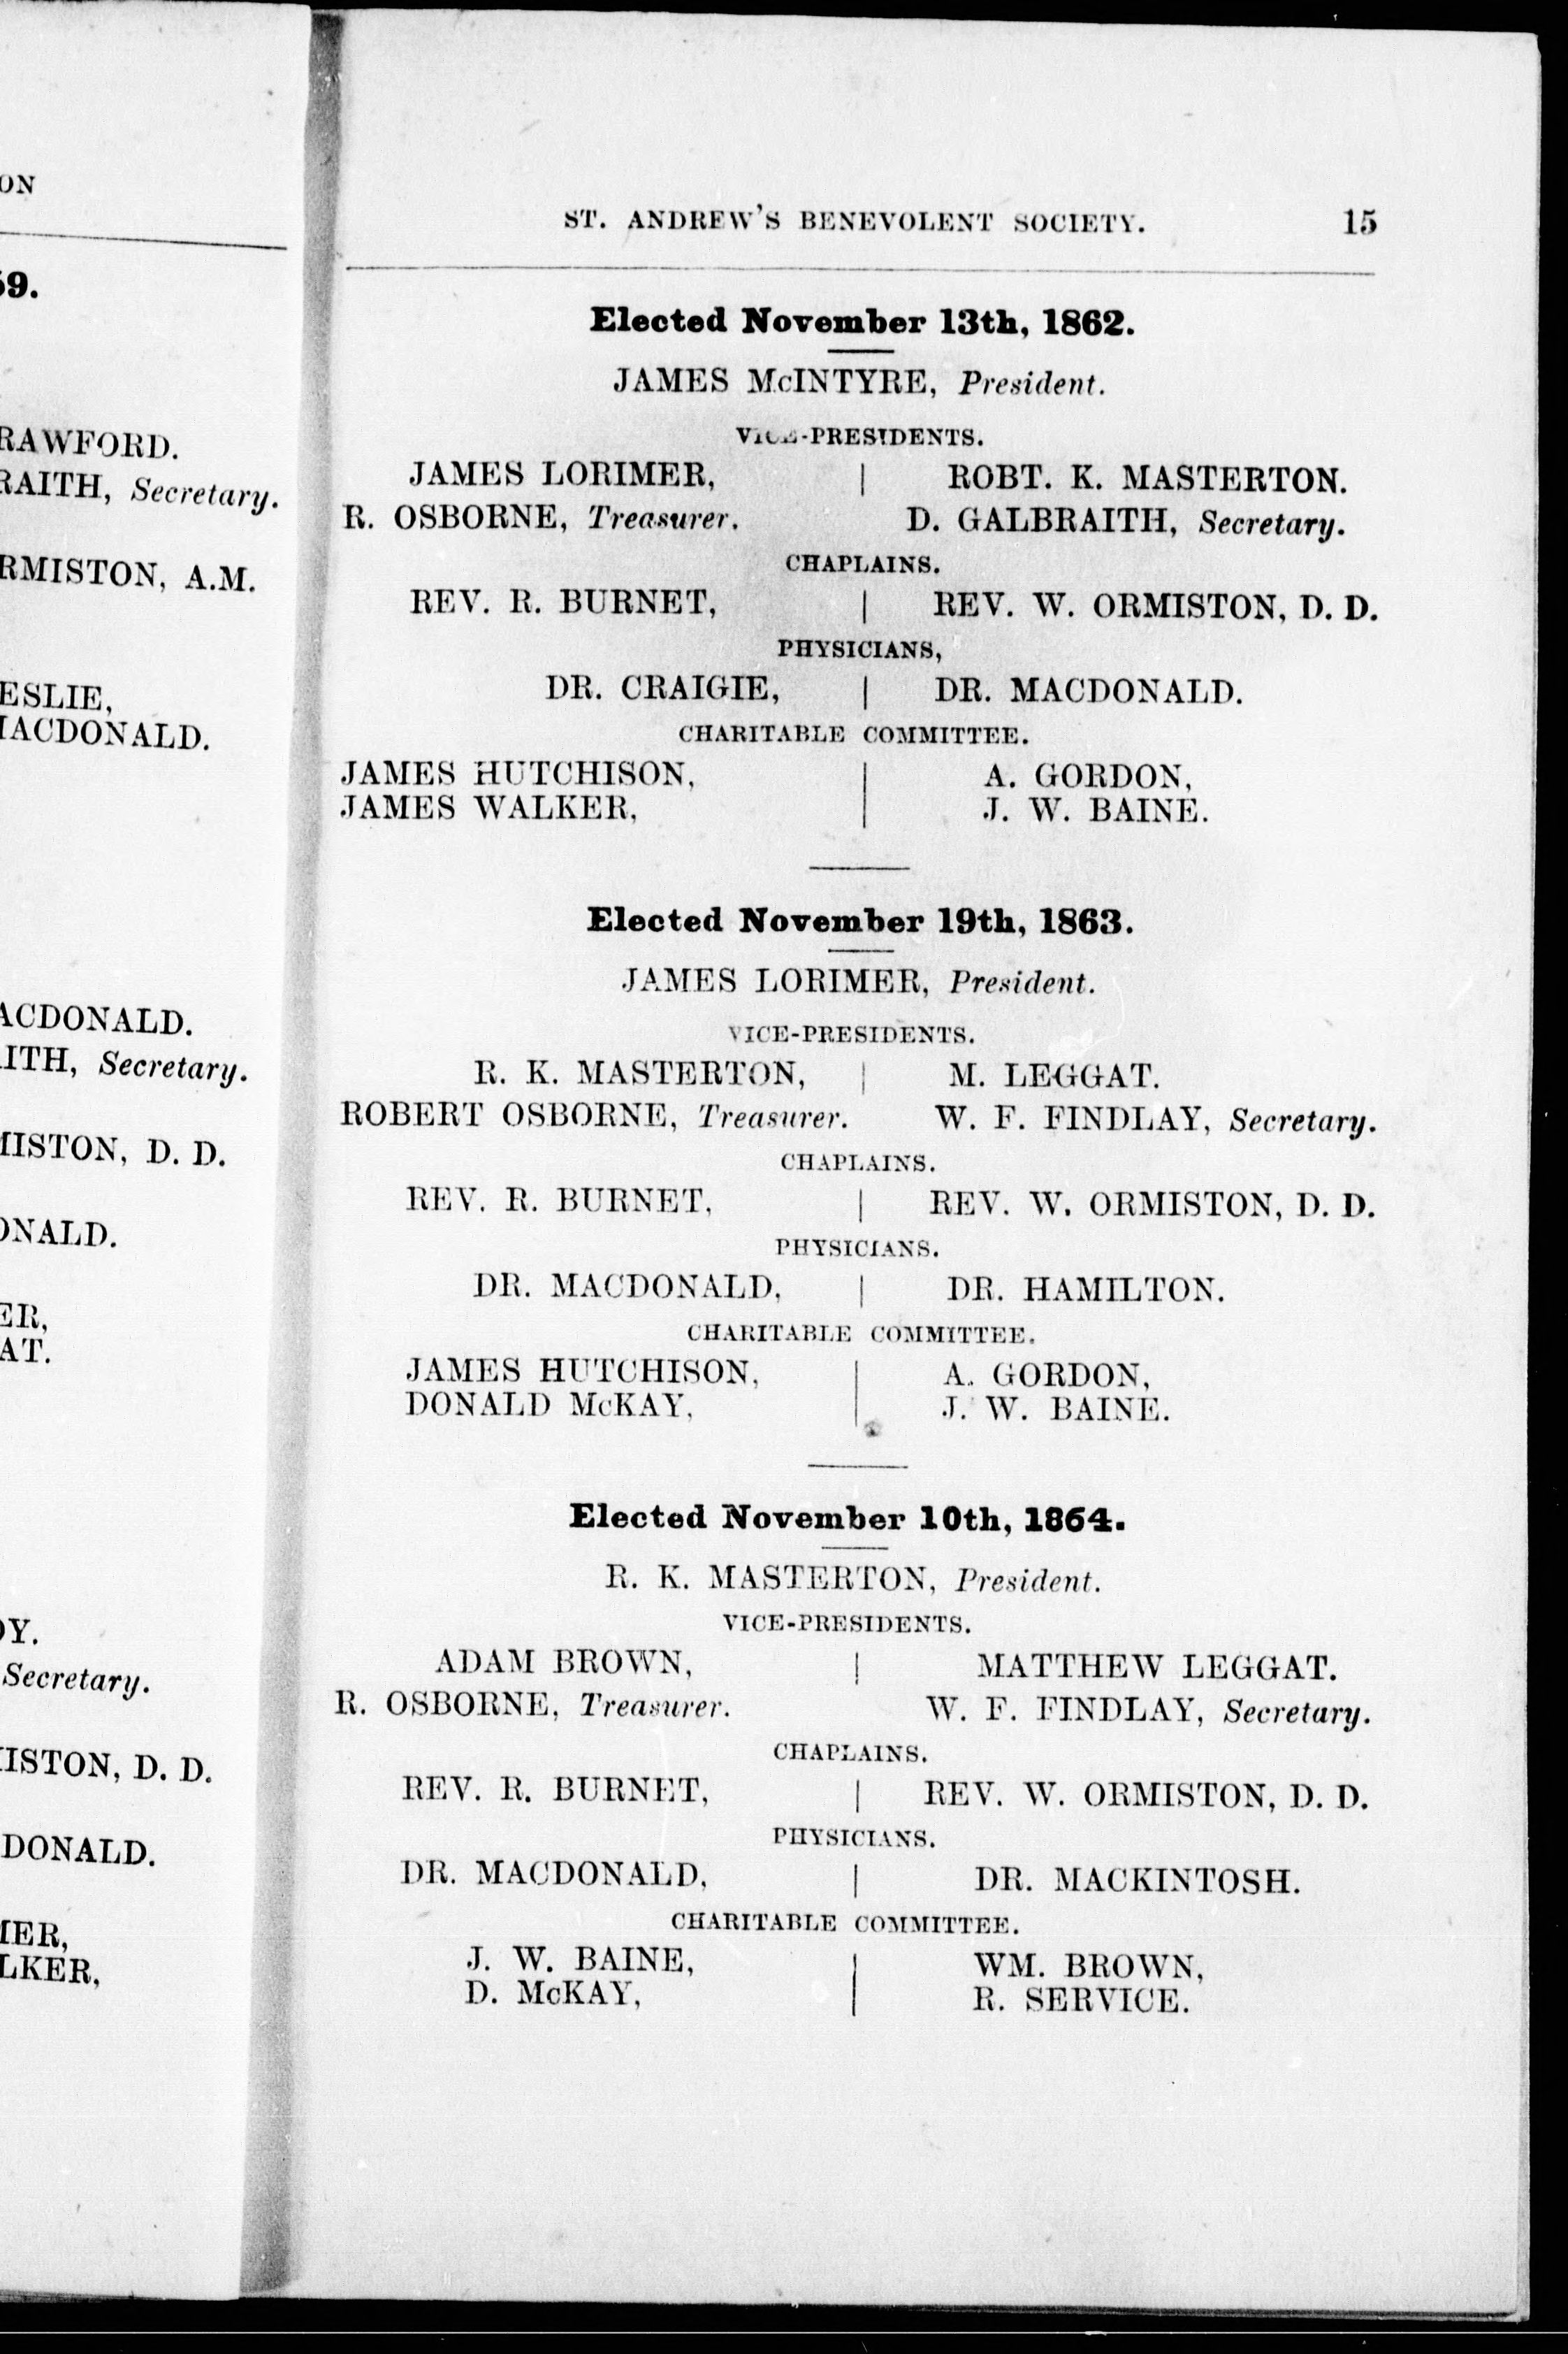 ON
59.
RAWFORD.
RAITH, Secretary.
RMISTON, A.M.
ESLIE,
MACDONALD.
ACDONALD.
ITH, Secretary.
MISTON, D. D.
ONALD.
ER,
AT.
DY.
Secretary.
ISTON, D. D.
DONALD.
MER,
LKER,
ST. ANDREW'S BENEVOLENT SOCIETY. 15
Elected November 13th, 1862.
JAMES McINTYRE, President.
VICE-PRESIDENTS.
JAMES LORIMER, | ROBT. K. MASTERTON.
R. OSBORNE, Treasurer. D. GALBRAITH, Secretary.
CHAPLAINS.
REV. R. BURNET, | REV. W. ORMISTON, D. D.
PHYSICIANS,
DR. CRAIGIE, | DR. MACDONALD.
CHARITABLE COMMITTEE.
JAMES HUTCHISON, | A. GORDON,
JAMES WALKER, | J. W. BAINE.
Elected November 19th, 1863.
JAMES LORIMER, President.
VICE-PRESIDENTS.
R. K. MASTERTON, | M. LEGGAT.
ROBERT OSBORNE, Treasurer. W. F. FINDLAY, Secretary.
CHAPLAINS.
REV. R. BURNET, | REV. W. ORMISTON, D. D.
PHYSICIANS.
DR. MACDONALD, | DR. HAMILTON.
CHARITABLE COMMITTEE.
JAMES HUTCHISON, | A. GORDON,
DONALD McKAY, | J. W. BAINE.
Elected November 10th, 1864.
R. K. MASTERTON, President.
VICE-PRESIDENTS.
ADAM BROWN, | MATTHEW LEGGAT.
R. OSBORNE, Treasurer. W. F. FINDLAY, Secretary.
CHAPLAINS.
REV. R. BURNET, | REV. W. ORMISTON, D. D.
PHYSICIANS.
DR. MACDONALD, | DR. MACKINTOSH.
CHARITABLE COMMITTEE.
J. W. BAINE, | WM. BROWN,
D. McKAY, | R. SERVICE.